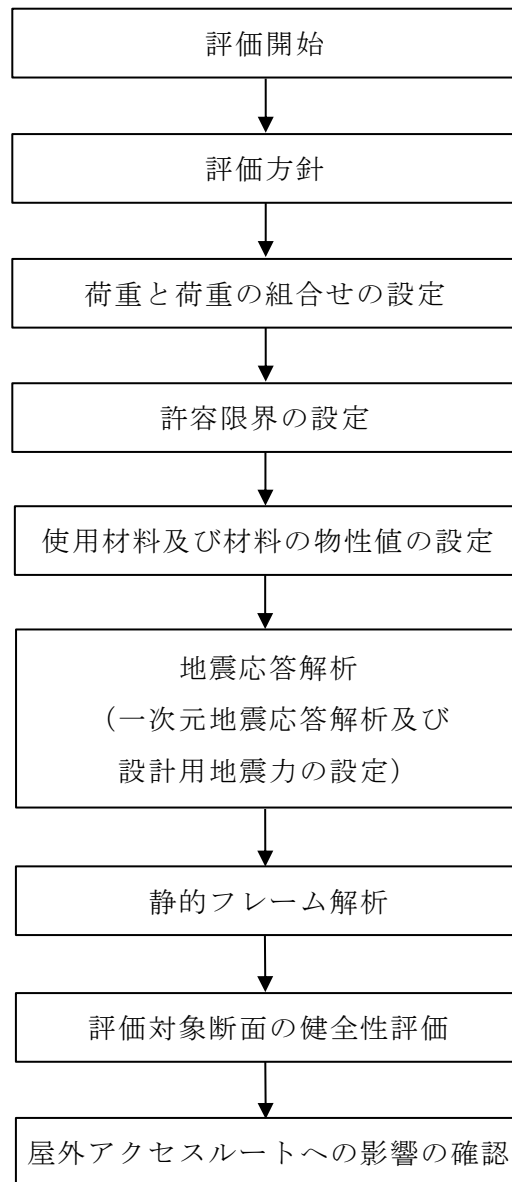 評価開始
評価方針
荷重と荷重の組合せの設定
許容限界の設定
使用材料及び材料の物性値の設定
地震応答解析
（一次元地震応答解析及び
設計用地震力の設定）
静的フレーム解析
評価対象断面の健全性評価
屋外アクセスルートへの影響の確認